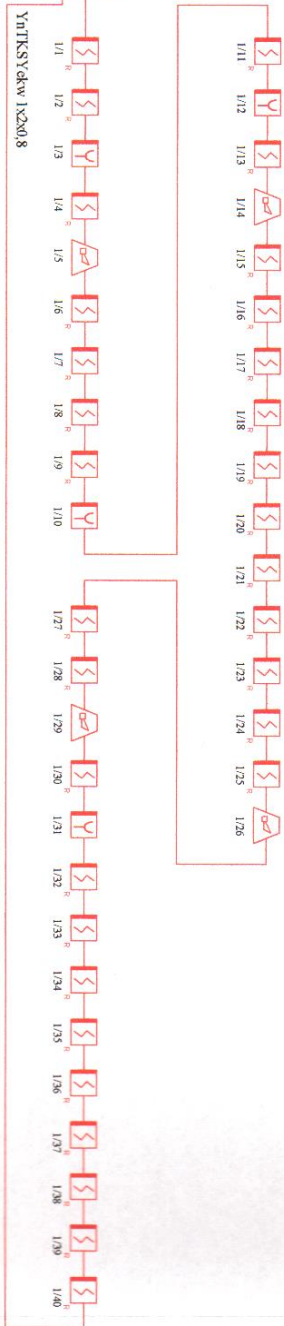 1/11 R 1/12 1/13 R 1/14 1/15 R 1/16 R 1/17 R 1/18 R 1/19 R 1/20 R 1/21 R 1/22 R 1/23 R 1/24 R 1/25 R 1/26
1/1 R 1/2 R 1/3 1/4 R 1/5 1/6 R 1/7 R 1/8 R 1/9 R 1/10 1/27 R 1/28 R 1/29 1/30 R 1/31 1/32 R 1/33 R 1/34 R 1/35 R 1/36 R 1/37 R 1/38 R 1/39 R 1/40 R
YnTKSYekw 1x2x0,8